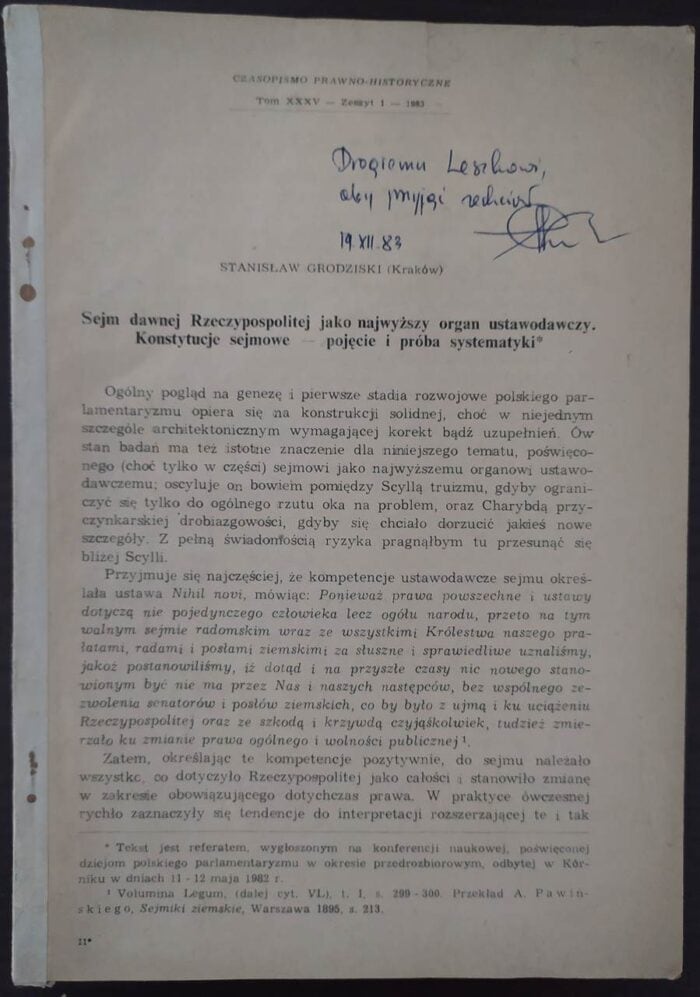 CZASOPISMO PRAWNO-HISTORYCZNE
Tom XXXV — Zeszyt 1 — 1983
Drogiemu Leszkowi,
aby przyjąć zechciał
19 XII. 83
STANISŁAW GRODZISKI (Kraków)
Sejm dawnej Rzeczypospolitej jako najwyższy organ ustawodawczy.
Konstytucje sejmowe — pojęcie i próba systematyki*
Ogólny pogląd na genezę i pierwsze stadia rozwojowe polskiego par-
lamentaryzmu opiera się na konstrukcji solidnej, choć w niejednym
szczególe architektonicznym wymagającej korekt bądź uzupełnień. Ów
stan badań ma też istotne znaczenie dla niniejszego tematu, poświęco-
nego (choć tylko w części) sejmowi jako najwyższemu organowi ustawo-
dawczemu; oscyluje on bowiem pomiędzy Scyllą truizmu, gdyby ograni-
czyć się tylko do ogólnego rzutu oka na problem, oraz Charybdą przy-
czynkarskiej drobiazgowości, gdyby się chciało dorzucić jakieś nowe
szczegóły. Z pełną świadomością ryzyka pragnąłbym tu przesunąć się
bliżej Scylli.
Przyjmuje się najczęściej, że kompetencje ustawodawcze sejmu okreś-
lała ustawa Nihil novi, mówiąc: Ponieważ prawa powszechne i ustawy
dotyczą nie pojedynczego człowieka lecz ogółu narodu, przeto na tym
walnym sejmie radomskim wraz ze wszystkimi Królestwa naszego pra-
łatami, radami i posłami ziemskimi za słuszne i sprawiedliwe uznaliśmy,
jakoż postanowiliśmy, iż dotąd i na przyszłe czasy nic nowego stano-
wionym być nie ma przez Nas i naszych następców, bez wspólnego ze-
zwolenia senatorów i posłów ziemskich, co by było z ujmą i ku uciążeniu
Rzeczypospolitej oraz ze szkodą i krzywdą czyjąśkolwiek, tudzież zmie-
rzało ku zmianie prawa ogólnego i wolności publicznej ¹.
Zatem, określając te kompetencje pozytywnie, do sejmu należało
wszystko, co dotyczyło Rzeczypospolitej jako całości i stanowiło zmianę
w zakresie obowiązującego dotychczas prawa. W praktyce ówczesnej
rychło zaznaczyły się tendencje do interpretacji rozszerzającej te i tak
* Tekst jest referatem, wygłoszonym na konferencji naukowej, poświęconej
dziejom polskiego parlamentaryzmu w okresie przedrozbiorowym, odbytej w Kór-
niku w dniach 11 - 12 maja 1982 r.
¹ Volumina Legum, (dalej cyt. VL), t. I, s. 299 - 300. Przekład A. Pawiń-
skiego, Sejmiki ziemskie, Warszawa 1895, s. 213.
11*